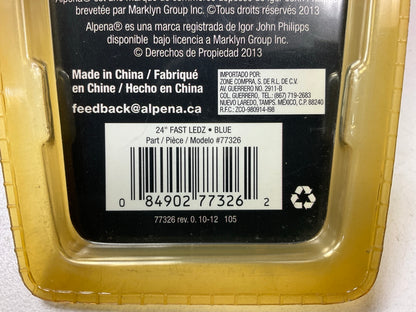 brevetée par Marklyn Group Inc. ©Tous droits réservés 2013
Alpena® es una marca registrada de Igor John Philipps
disponible bajo licencia a Marklyn Group Inc.
© Derechos de Propiedad 2013
Made in China / Fabriqué
en Chine / Hecho en China
feedback@alpena.ca
IMPORTADO POR:
ZONE COMPRA, S. DE R.L. DE C.V.
AV. GUERRERO NO. 2911-B
COL. GUERRERO, TEL: (867) 719-2683
NUEVO LAREDO, TAMPS. MÉXICO, C.P. 88240
R.F.C.: ZCO-980914-I98
24" FAST LEDZ • BLUE
Part / Pièce / Modelo #77326
0 84902 77326 2
77326 rev. 0. 10-12 105